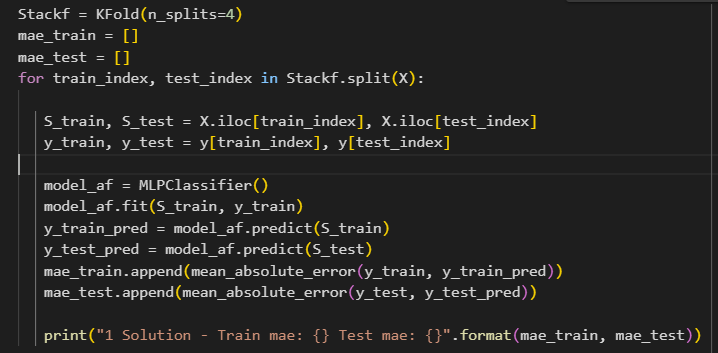 Stackf = KFold(n_splits=4)
mae_train = []
mae_test = []
for train_index, test_index in Stackf.split(X):
S_train, S_test = X.iloc[train_index], X.iloc[test_index]
y_train, y_test = y[train_index], y[test_index]
model_af = MLPClassifier()
model_af.fit(S_train, y_train)
y_train_pred = model_af.predict(S_train)
y_test_pred = model_af.predict(S_test)
mae_train.append(mean_absolute_error(y_train, y_train_pred))
mae_test.append(mean_absolute_error(y_test, y_test_pred))
print("1 Solution - Train mae: {} Test mae: {}".format(mae_train, mae_test))